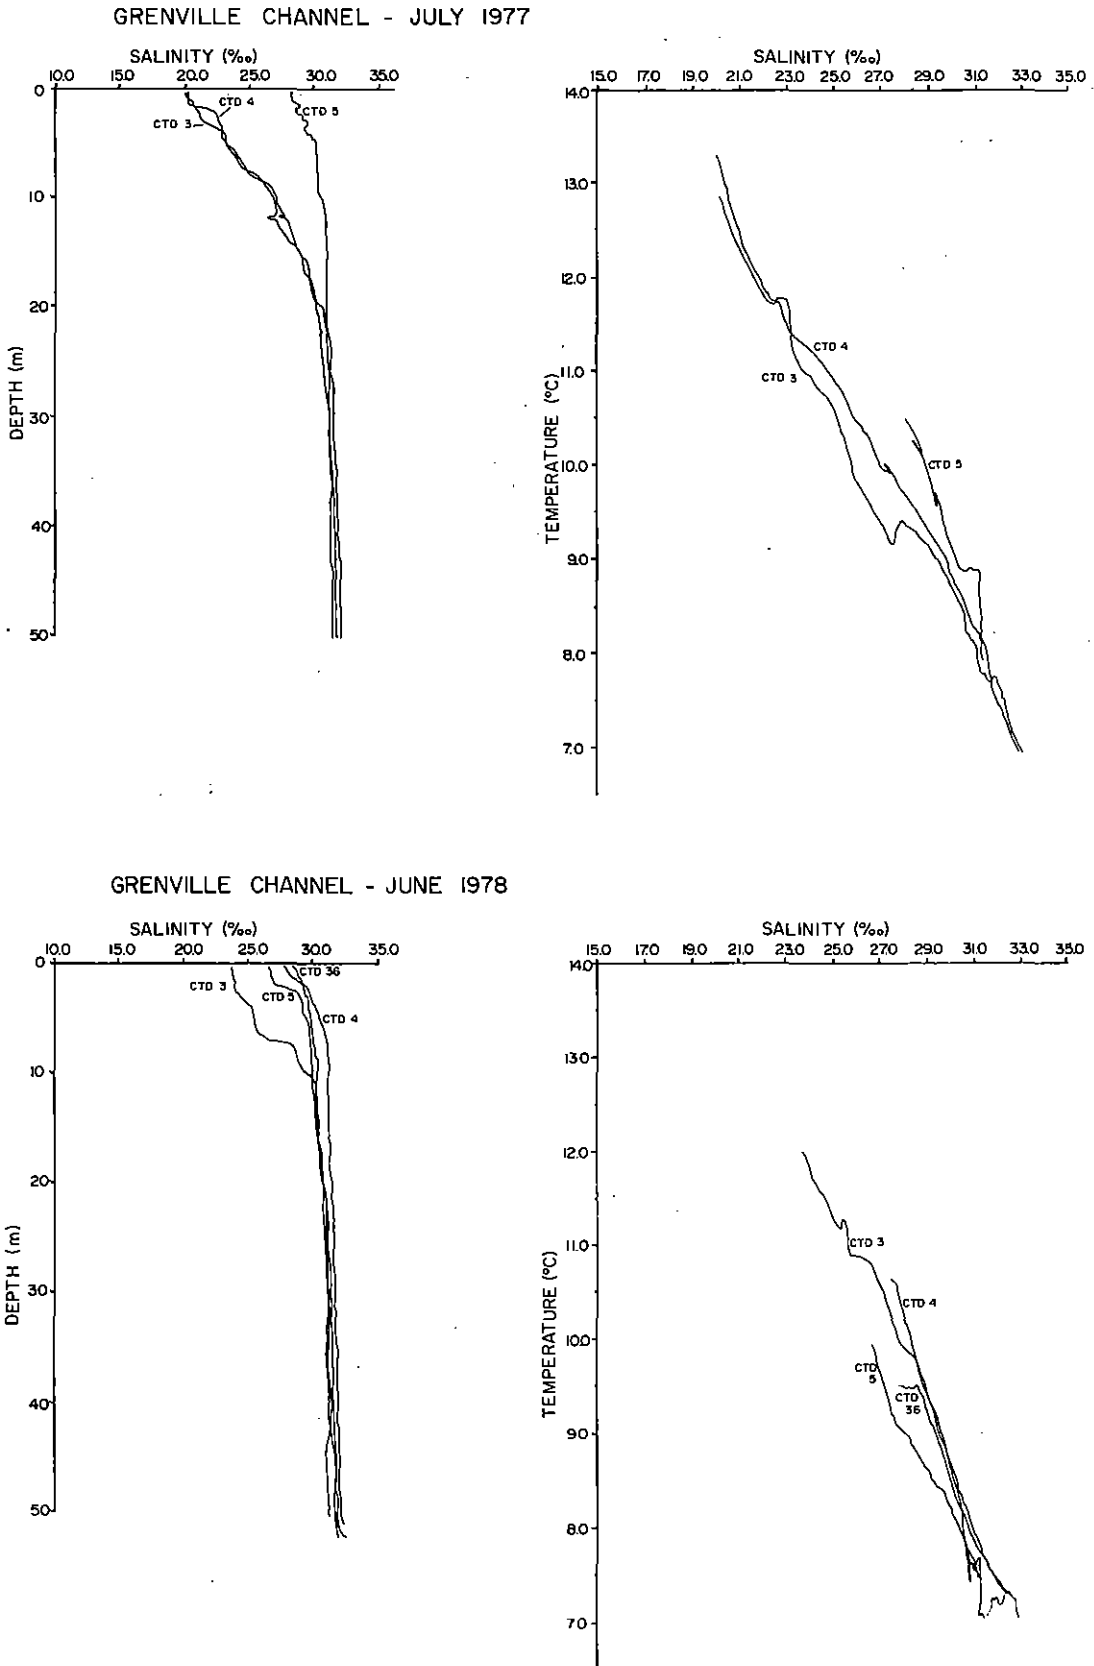 GRENVILLE CHANNEL - JULY 1977
SALINITY (‰)
10.0 15.0 20.0 25.0 30.0 35.0
0
10
20
30
40
50
DEPTH (m)
CTD 4
CTD 3
CTD 5
SALINITY (‰)
15.0 17.0 19.0 21.0 23.0 25.0 27.0 29.0 31.0 33.0 35.0
14.0
13.0
12.0
11.0
10.0
9.0
8.0
7.0
TEMPERATURE (°C)
CTD 4
CTD 3
CTD 5
GRENVILLE CHANNEL - JUNE 1978
SALINITY (‰)
10.0 15.0 20.0 25.0 30.0 35.0
0
10
20
30
40
50
DEPTH (m)
CTD 36
CTD 3
CTD 5
CTD 4
SALINITY (‰)
15.0 17.0 19.0 21.0 23.0 25.0 27.0 29.0 31.0 33.0 35.0
14.0
13.0
12.0
11.0
10.0
9.0
8.0
7.0
TEMPERATURE (°C)
CTD 3
CTD 4
CTD
5
CTD
36